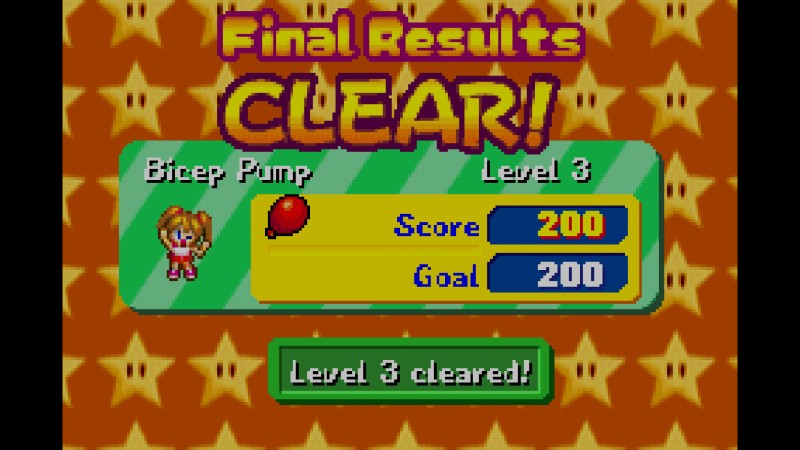 Final Results
CLEAR!
Bicep Pump Level 3
Score 200
Goal 200
Level 3 cleared!